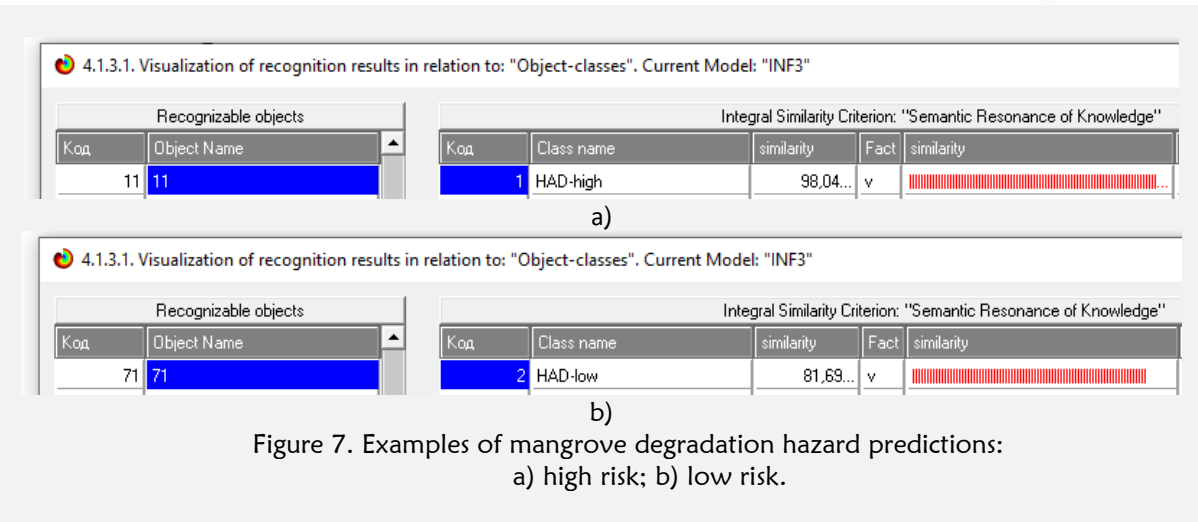 4.1.3.1. Visualization of recognition results in relation to: "Object-classes". Current Model: "INF3"
Recognizable objects Integral Similarity Criterion: "Semantic Resonance of Knowledge"
Код Object Name Код Class name similarity Fact similarity
11 11 1 HAD-high 98,04... v
a)
4.1.3.1. Visualization of recognition results in relation to: "Object-classes". Current Model: "INF3"
Recognizable objects Integral Similarity Criterion: "Semantic Resonance of Knowledge"
Код Object Name Код Class name similarity Fact similarity
71 71 2 HAD-low 81,69... v
b)
Figure 7. Examples of mangrove degradation hazard predictions:
a) high risk; b) low risk.